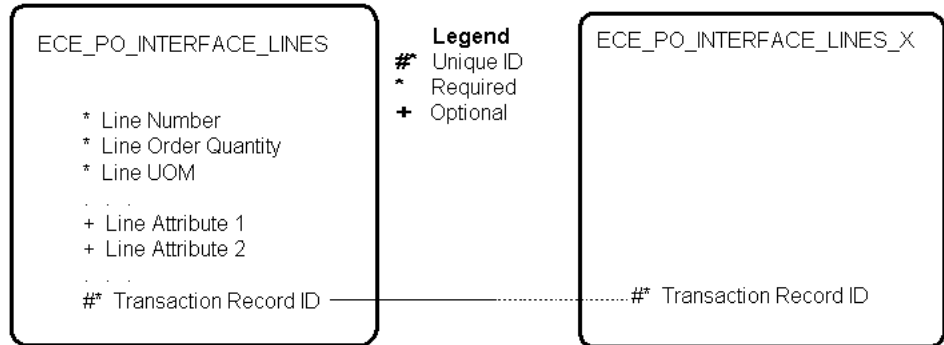 ECE_PO_INTERFACE_LINES
* Line Number
* Line Order Quantity
* Line UOM
. . .
+ Line Attribute 1
+ Line Attribute 2
. . .
#* Transaction Record ID
Legend
#* Unique ID
* Required
+ Optional
ECE_PO_INTERFACE_LINES_X
#* Transaction Record ID